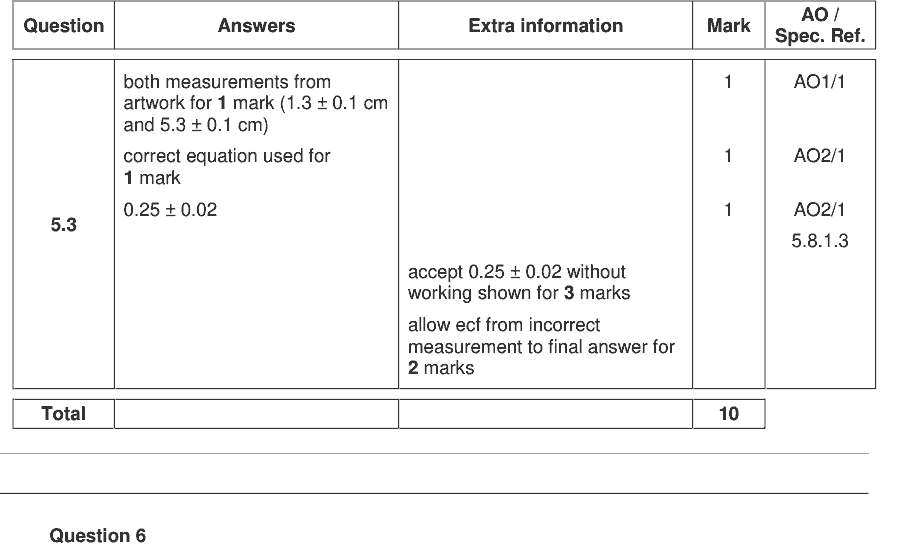 Question Answers Extra information Mark AO /
Spec. Ref.
both measurements from 1 AO1/1
artwork for 1 mark (1.3 ± 0.1 cm
and 5.3 ± 0.1 cm)
correct equation used for 1 AO2/1
1 mark
0.25 ± 0.02 1 AO2/1
5.3
5.8.1.3
accept 0.25 ± 0.02 without
working shown for 3 marks
allow ecf from incorrect
measurement to final answer for
2 marks
Total 10
Question 6